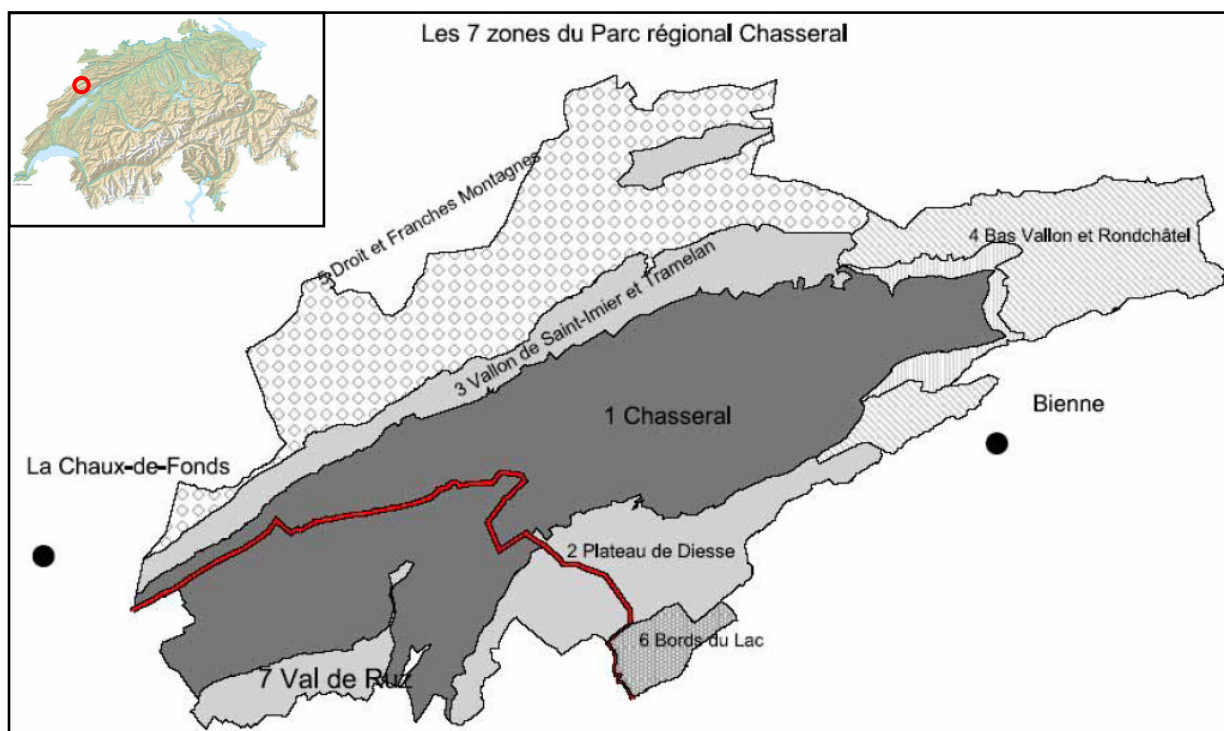 Les 7 zones du Parc régional Chasseral
5 Droit et Franches Montagnes
4 Bas Vallon et Rondchâtel
3 Vallon de Saint-Imier et Tramelan
1 Chasseral
Bienne
La Chaux-de-Fonds
2 Plateau de Diesse
6 Bords du Lac
7 Val de Ruz